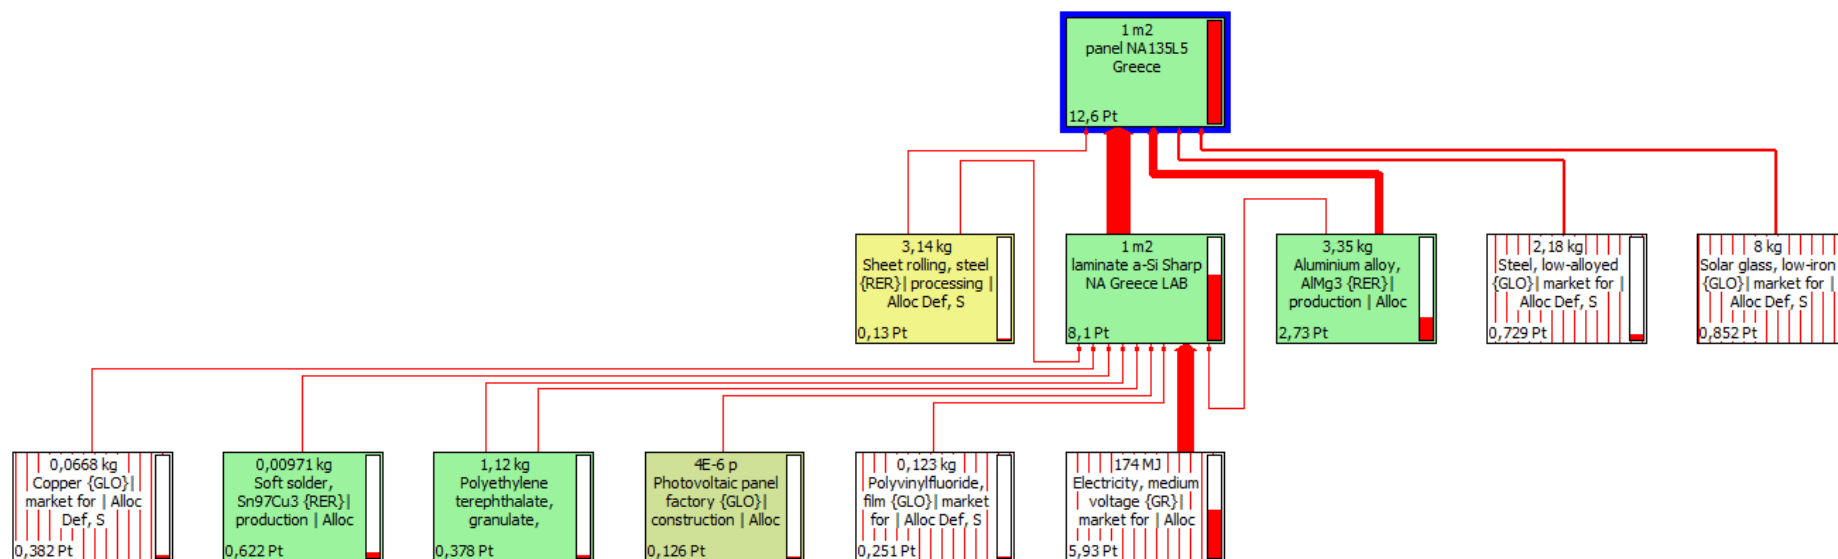 1 m2
panel NA135L5
Greece
12,6 Pt
3,14 kg
Sheet rolling, steel
{RER}| processing |
Alloc Def, S
0,13 Pt
1 m2
laminate a-Si Sharp
NA Greece LAB
8,1 Pt
3,35 kg
Aluminium alloy,
AlMg3 {RER}|
production | Alloc
2,73 Pt
2,18 kg
Steel, low-alloyed
{GLO}| market for |
Alloc Def, S
0,729 Pt
8 kg
Solar glass, low-iron
{GLO}| market for |
Alloc Def, S
0,852 Pt
0,0668 kg
Copper {GLO}|
market for | Alloc
Def, S
0,382 Pt
0,00971 kg
Soft solder,
Sn97Cu3 {RER}|
production | Alloc
0,622 Pt
1,12 kg
Polyethylene
terephthalate,
granulate,
0,378 Pt
4E-6 p
Photovoltaic panel
factory {GLO}|
construction | Alloc
0,126 Pt
0,123 kg
Polyvinylfluoride,
film {GLO}| market
for | Alloc Def, S
0,251 Pt
174 MJ
Electricity, medium
voltage {GR}|
market for | Alloc
5,93 Pt